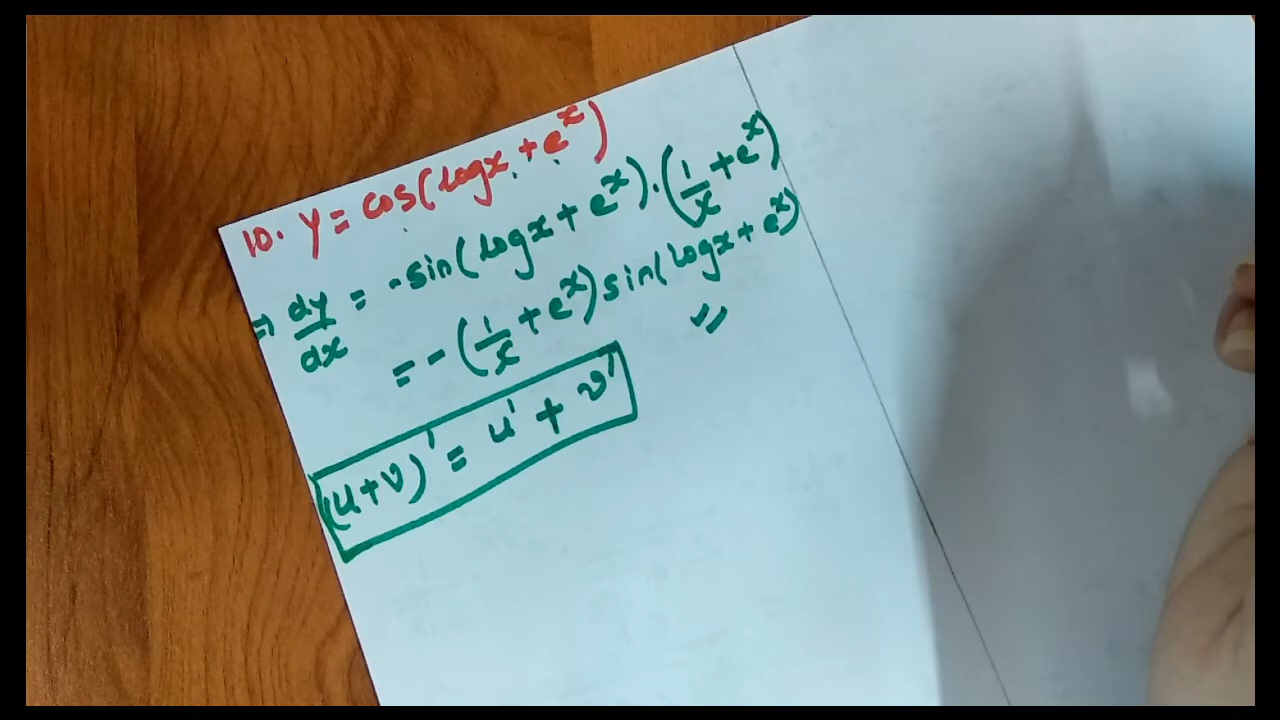 10. y = cos(logx + e^x)
⇒ dy/dx = -sin(logx + e^x).(1/x + e^x)
= -(1/x + e^x)sin(logx + e^x)
(u+v)' = u' + v'